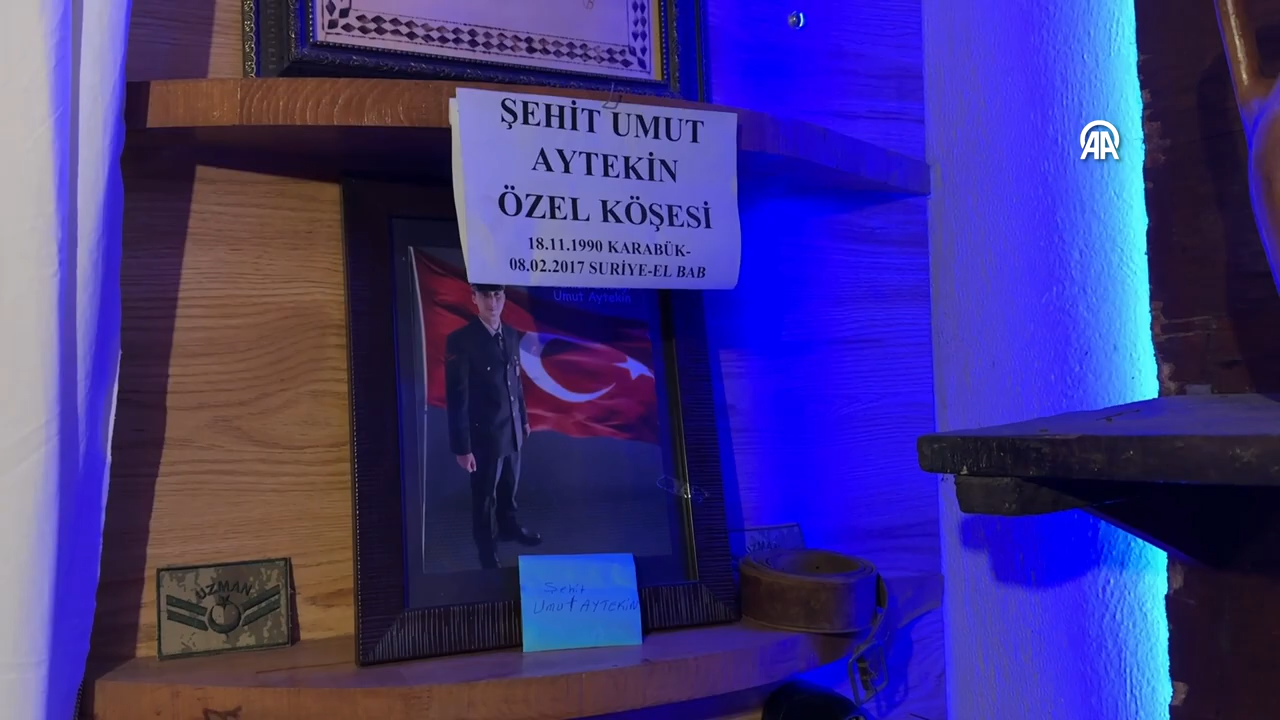 ŞEHİT UMUT
AYTEKİN
ÖZEL KÖŞESİ
18.11.1990 KARABÜK-
08.02.2017 SURİYE-EL BAB
Umut Aytekin
UZMAN
Şehit
Umut AYTEKİN
AA